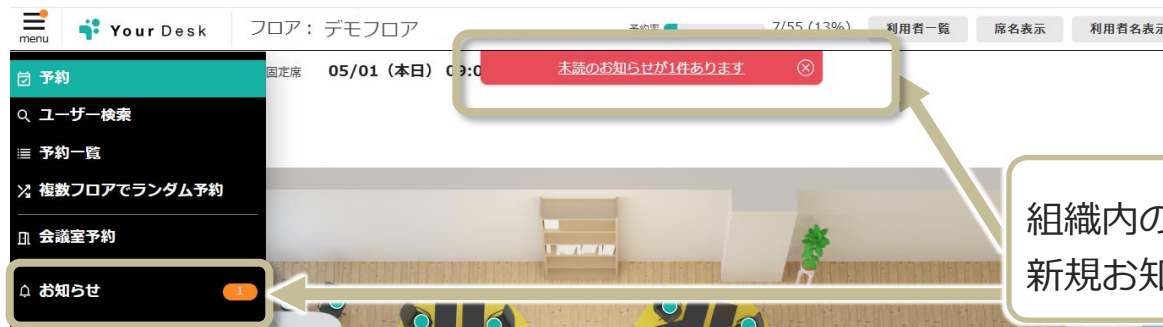 menu
Your Desk
フロア： デモフロア
7/55 (13%)
利用者一覧
席名表示
利用者名表示
予約
固定席 05/01（本日）
未読のお知らせが1件あります
ユーザー検索
予約一覧
複数フロアでランダム予約
会議室予約
お知らせ 1
組織内の
新規お知